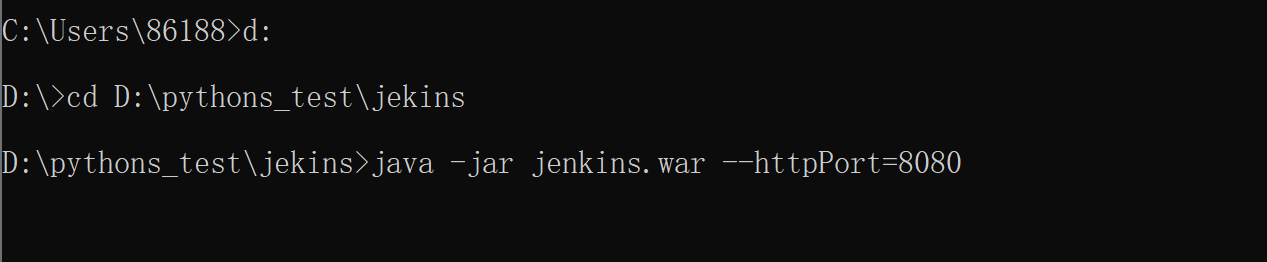 C:\Users\86188>d:
D:\>cd D:\pythons_test\jekins
D:\pythons_test\jekins>java -jar jenkins.war --httpPort=8080